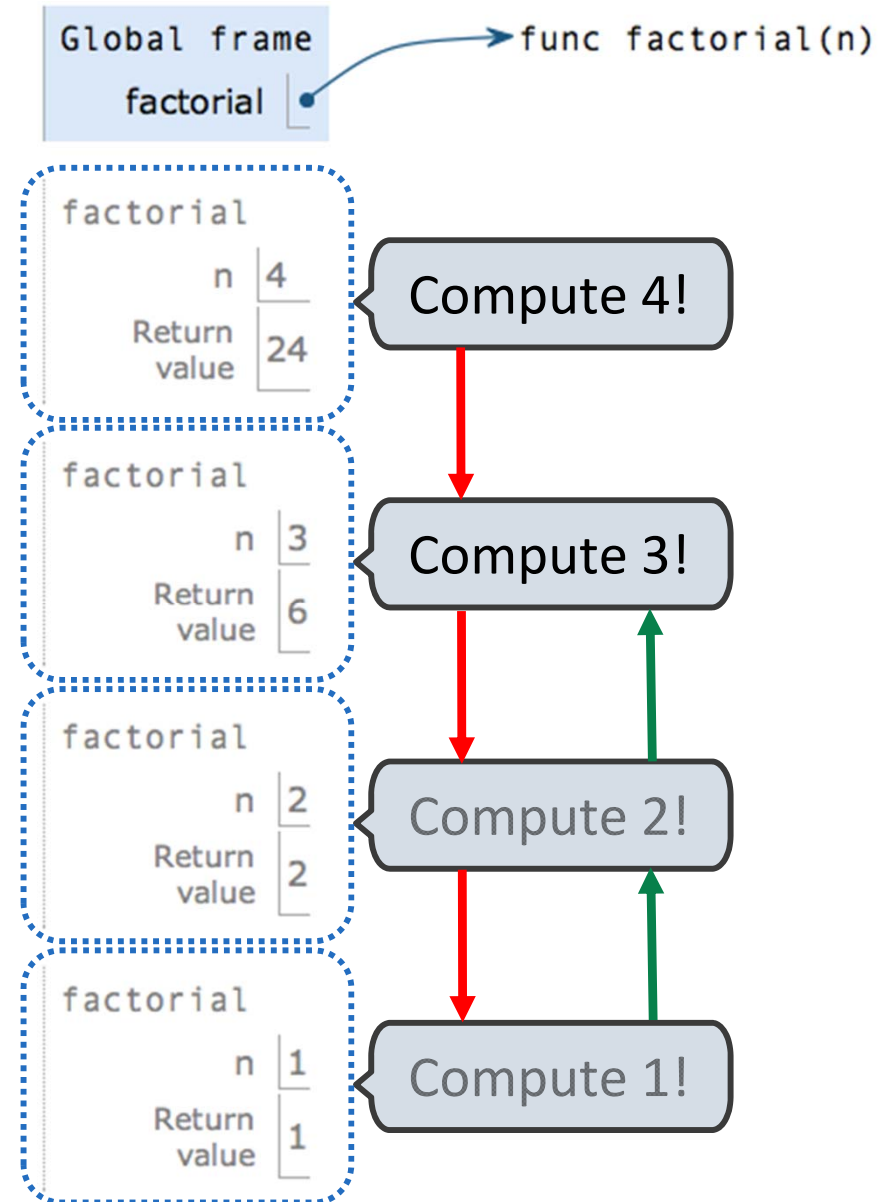 Global frame
func factorial(n)
factorial
factorial
n 4
Return
value 24
Compute 4!
factorial
n 3
Return
value 6
Compute 3!
factorial
n 2
Return
value 2
Compute 2!
factorial
n 1
Return
value 1
Compute 1!